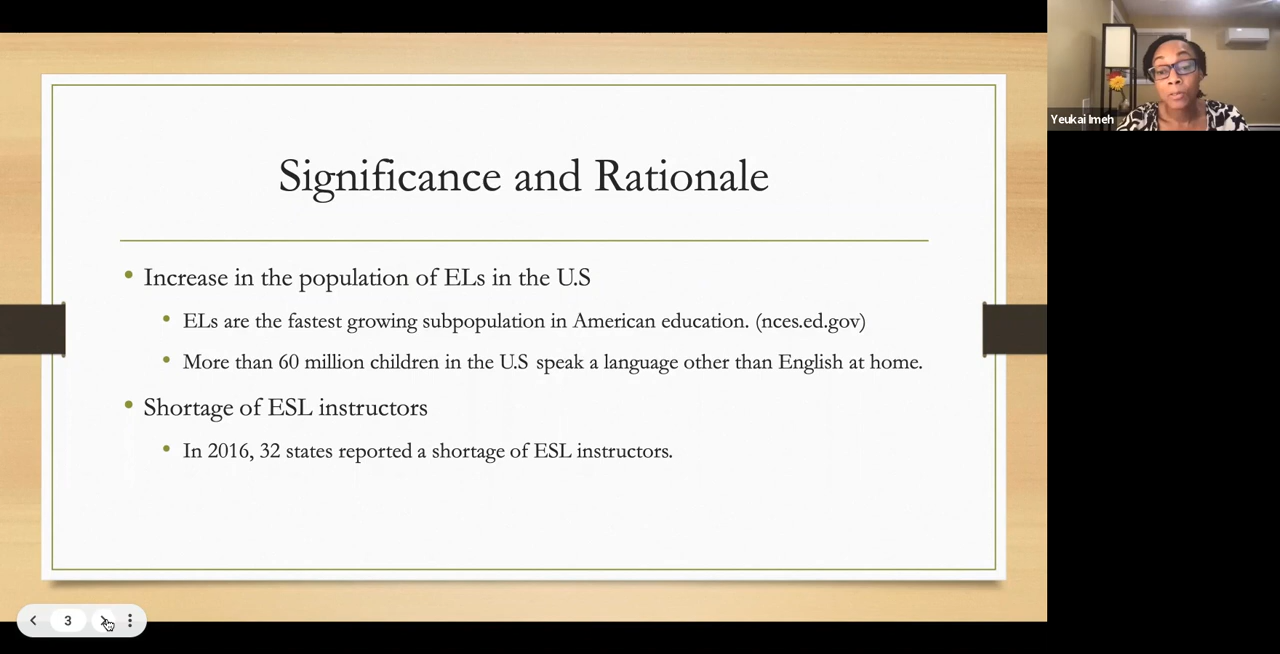 Significance and Rationale
• Increase in the population of ELs in the U.S
• ELs are the fastest growing subpopulation in American education. (nces.ed.gov)
• More than 60 million children in the U.S speak a language other than English at home.
• Shortage of ESL instructors
• In 2016, 32 states reported a shortage of ESL instructors.
Yeukai Imeh
3